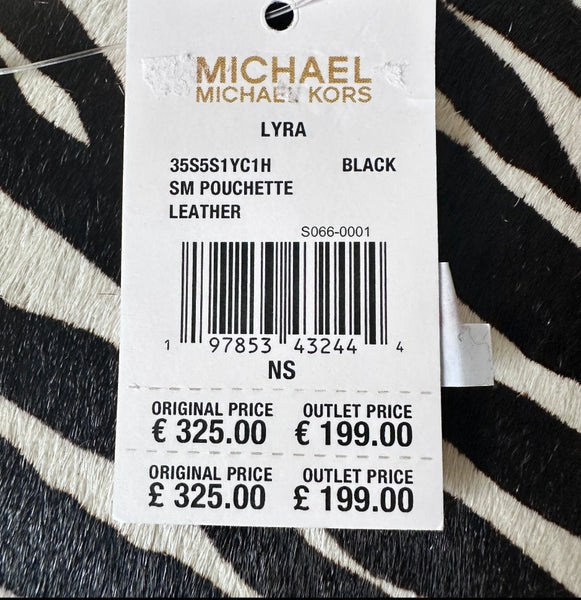 MICHAEL
MICHAEL KORS
LYRA
35S5S1YC1H BLACK
SM POUCHETTE
LEATHER
S066-0001
1 97853 43244 4
NS
ORIGINAL PRICE OUTLET PRICE
€ 325.00 € 199.00
ORIGINAL PRICE OUTLET PRICE
£ 325.00 £ 199.00